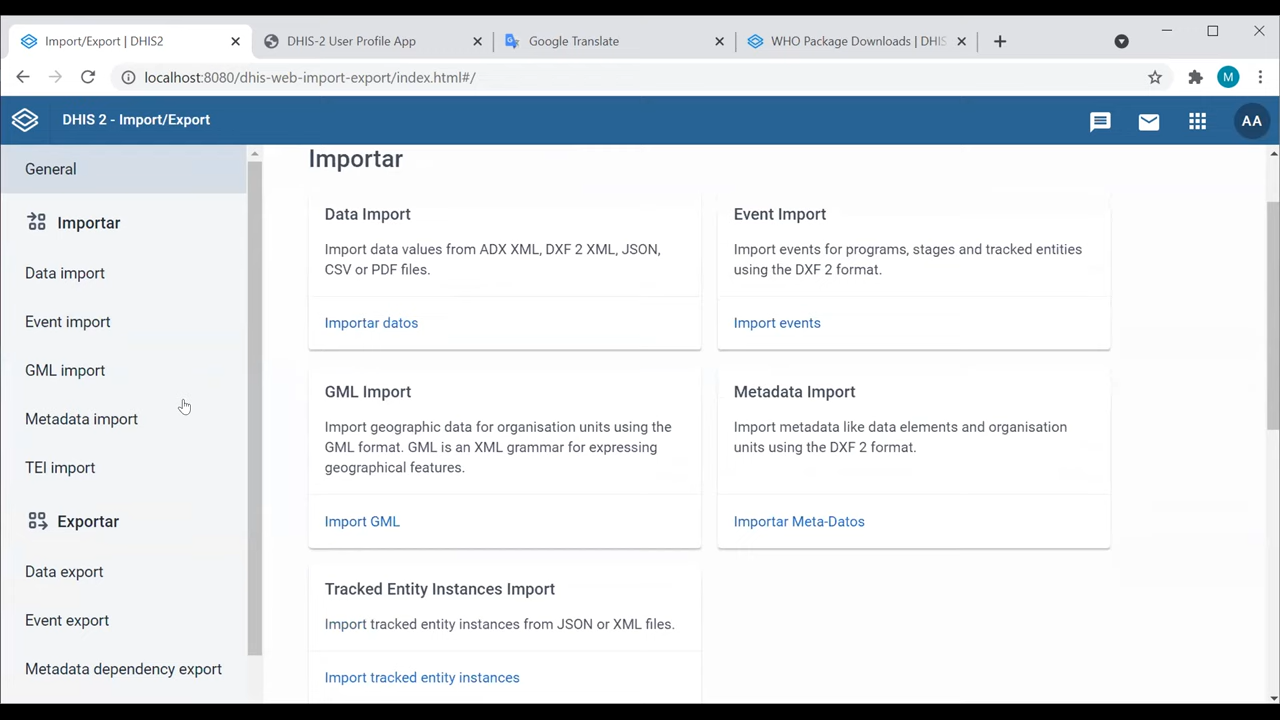 Import/Export | DHIS2
DHIS-2 User Profile App
Google Translate
WHO Package Downloads | DHIS
localhost:8080/dhis-web-import-export/index.html#/
M
DHIS 2 - Import/Export
AA
General
Importar
Data import
Event import
GML import
Metadata import
TEI import
Exportar
Data export
Event export
Metadata dependency export
Importar
Data Import
Import data values from ADX XML, DXF 2 XML, JSON,
CSV or PDF files.
Importar datos
Event Import
Import events for programs, stages and tracked entities
using the DXF 2 format.
Import events
GML Import
Import geographic data for organisation units using the
GML format. GML is an XML grammar for expressing
geographical features.
Import GML
Metadata Import
Import metadata like data elements and organisation
units using the DXF 2 format.
Importar Meta-Datos
Tracked Entity Instances Import
Import tracked entity instances from JSON or XML files.
Import tracked entity instances